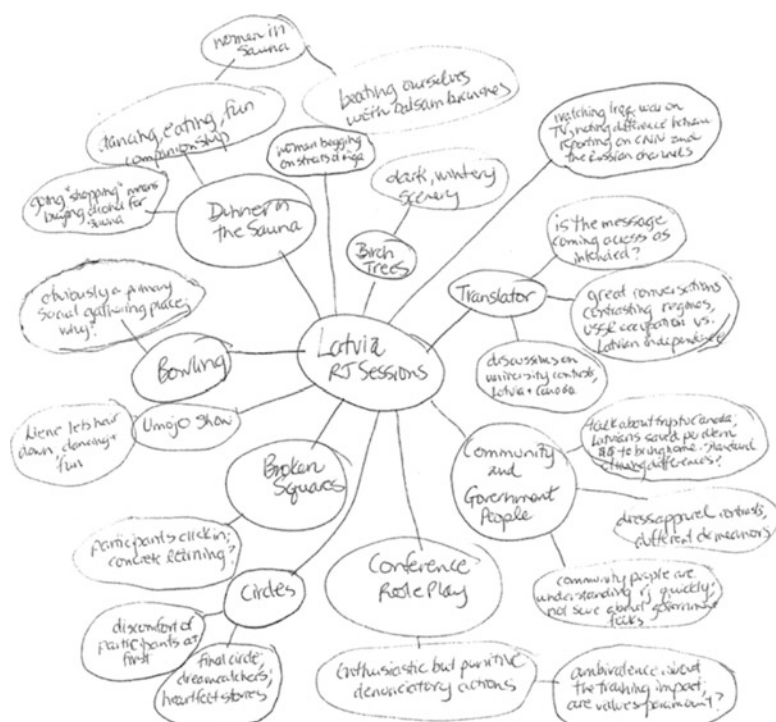 women in
Sauna
beating ourselves
with balsam branches
dancing, eating, fun
companionship
going "shopping" means
buying alcohol for
sauna
Dinner in
the Sauna
woman begging
on streets of riga
dark, wintery
scenery
Birch
Trees
watching Iraq war on
TV, noting difference between
reporting on CNN and
the Russian channels
is the message
coming across as
intended?
Translator
great conversations
contrasting regimes,
USSR occupation vs.
Latvian independence
discussions on
university contrasts,
Latvia + Canada
obviously a primary
social gathering place;
why?
Bowling
Latvia
RJ Sessions
Liene lets hair
down, dancing +
fun
Umojo Show
Broken
Squares
Participants click in;
concrete learning?
Community
and
Government
People
talk about trip to Canada;
Latvians saved per diem
to bring home. Standard
of living differences?
dress apparel contrasts,
different demeanors
community people are
understanding rj quickly;
not sure about government
folks
Circles
discomfort of
participants at
first
final circle;
dreamcatchers;
heartfelt stories
Conference
Role Play
Enthusiastic but punitive
denunciatory actions
ambivalence about
the training impact;
are values paramount?